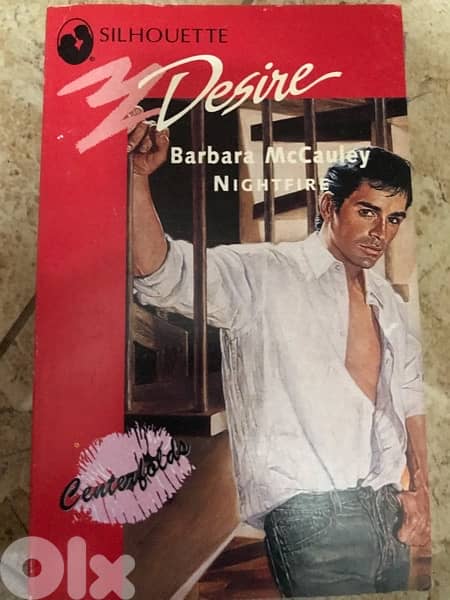 SILHOUETTE
Desire
Barbara McCauley
NIGHTFIRE
Centerfolds
Olx